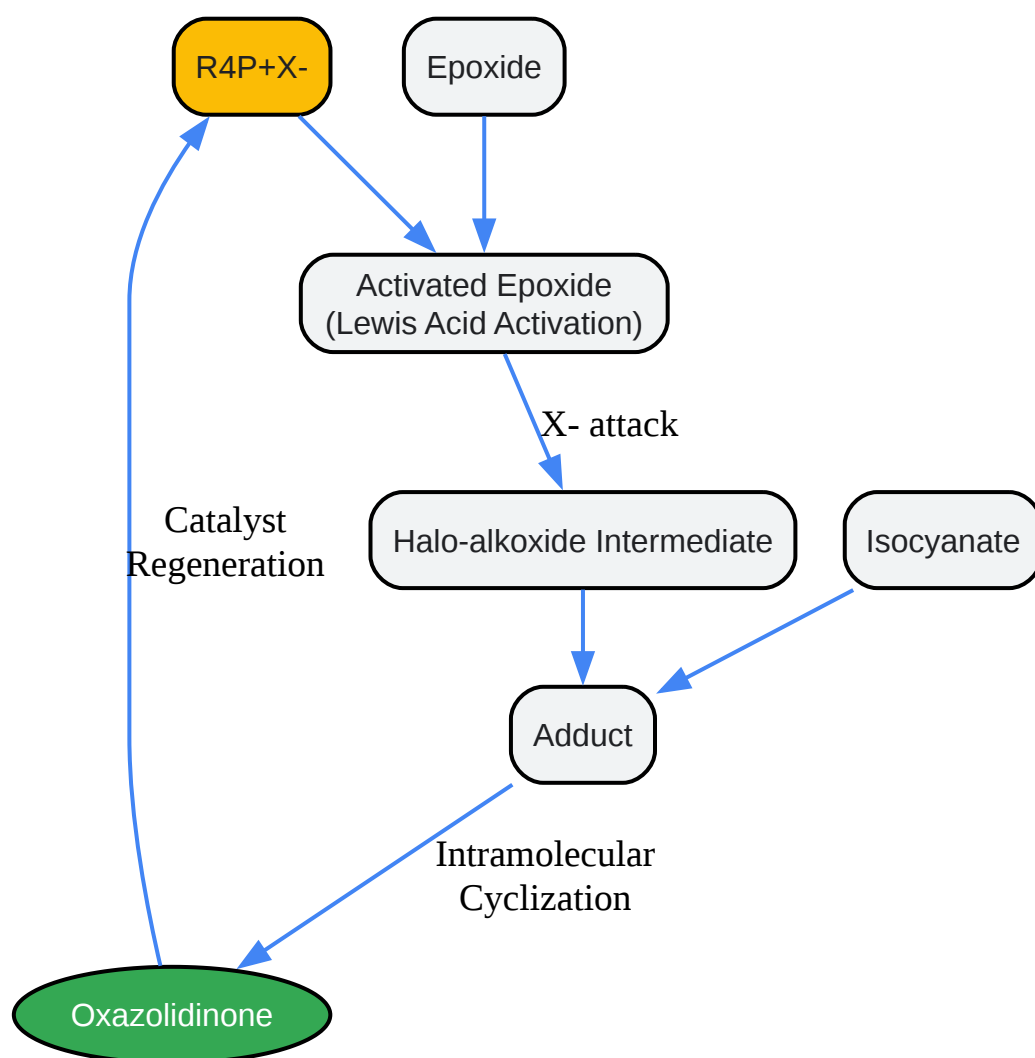 R4P+X-
Epoxide
Activated Epoxide
(Lewis Acid Activation)
X- attack
Catalyst
Regeneration
Halo-alkoxide Intermediate
Isocyanate
Adduct
Intramolecular
Cyclization
Oxazolidinone